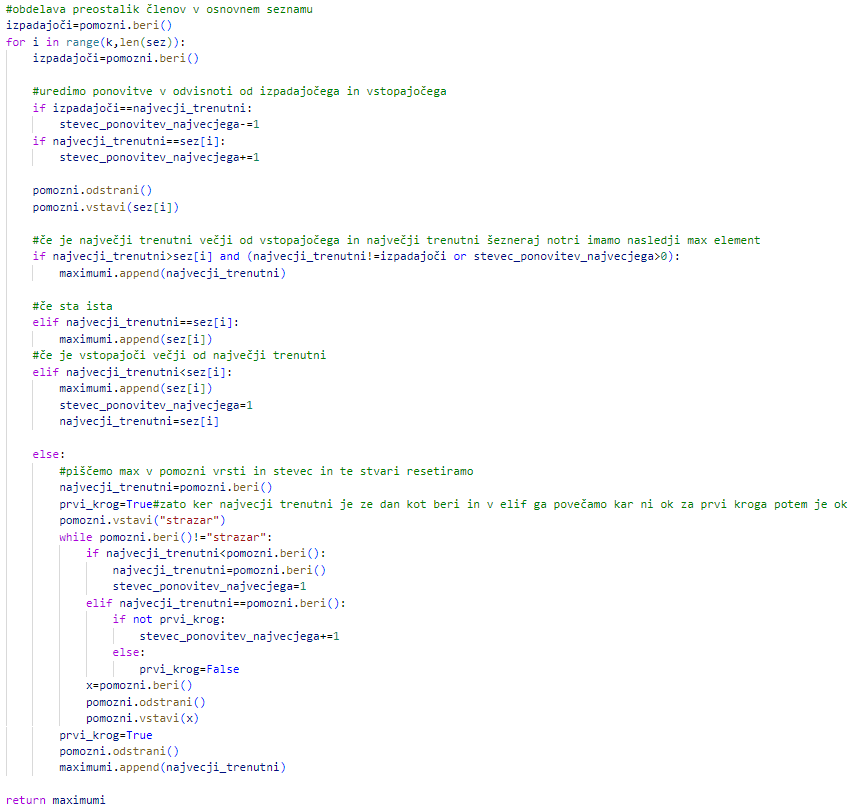 #obdelava preostalik členov v osnovnem seznamu
izpadajoči=pomozni.beri()
for i in range(k,len(sez)):
    izpadajoči=pomozni.beri()

    #uredimo ponovitve v odvisnoti od izpadajočega in vstopajočega
    if izpadajoči==najvecji_trenutni:
        stevec_ponovitev_najvecjega-=1
    if najvecji_trenutni==sez[i]:
        stevec_ponovitev_najvecjega+=1

    pomozni.odstrani()
    pomozni.vstavi(sez[i])

    #če je največji trenutni večji od vstopajočega in največji trenutni šezneraj notri imamo nasledji max element
    if najvecji_trenutni>sez[i] and (najvecji_trenutni!=izpadajoči or stevec_ponovitev_najvecjega>0):
        maximumi.append(najvecji_trenutni)

    #če sta ista
    elif najvecji_trenutni==sez[i]:
        maximumi.append(sez[i])
    #če je vstopajoči večji od največji trenutni
    elif najvecji_trenutni<sez[i]:
        maximumi.append(sez[i])
        stevec_ponovitev_najvecjega=1
        najvecji_trenutni=sez[i]

    else:
        #piščemo max v pomozni vrsti in stevec in te stvari resetiramo
        najvecji_trenutni=pomozni.beri()
        prvi_krog=True#zato ker najvecji trenutni je ze dan kot beri in v elif ga povečamo kar ni ok za prvi kroga potem je ok
        pomozni.vstavi("strazar")
        while pomozni.beri()!="strazar":
            if najvecji_trenutni<pomozni.beri():
                najvecji_trenutni=pomozni.beri()
                stevec_ponovitev_najvecjega=1
            elif najvecji_trenutni==pomozni.beri():
                if not prvi_krog:
                    stevec_ponovitev_najvecjega+=1
                else:
                    prvi_krog=False
            x=pomozni.beri()
            pomozni.odstrani()
            pomozni.vstavi(x)
        prvi_krog=True
        pomozni.odstrani()
        maximumi.append(najvecji_trenutni)

return maximumi